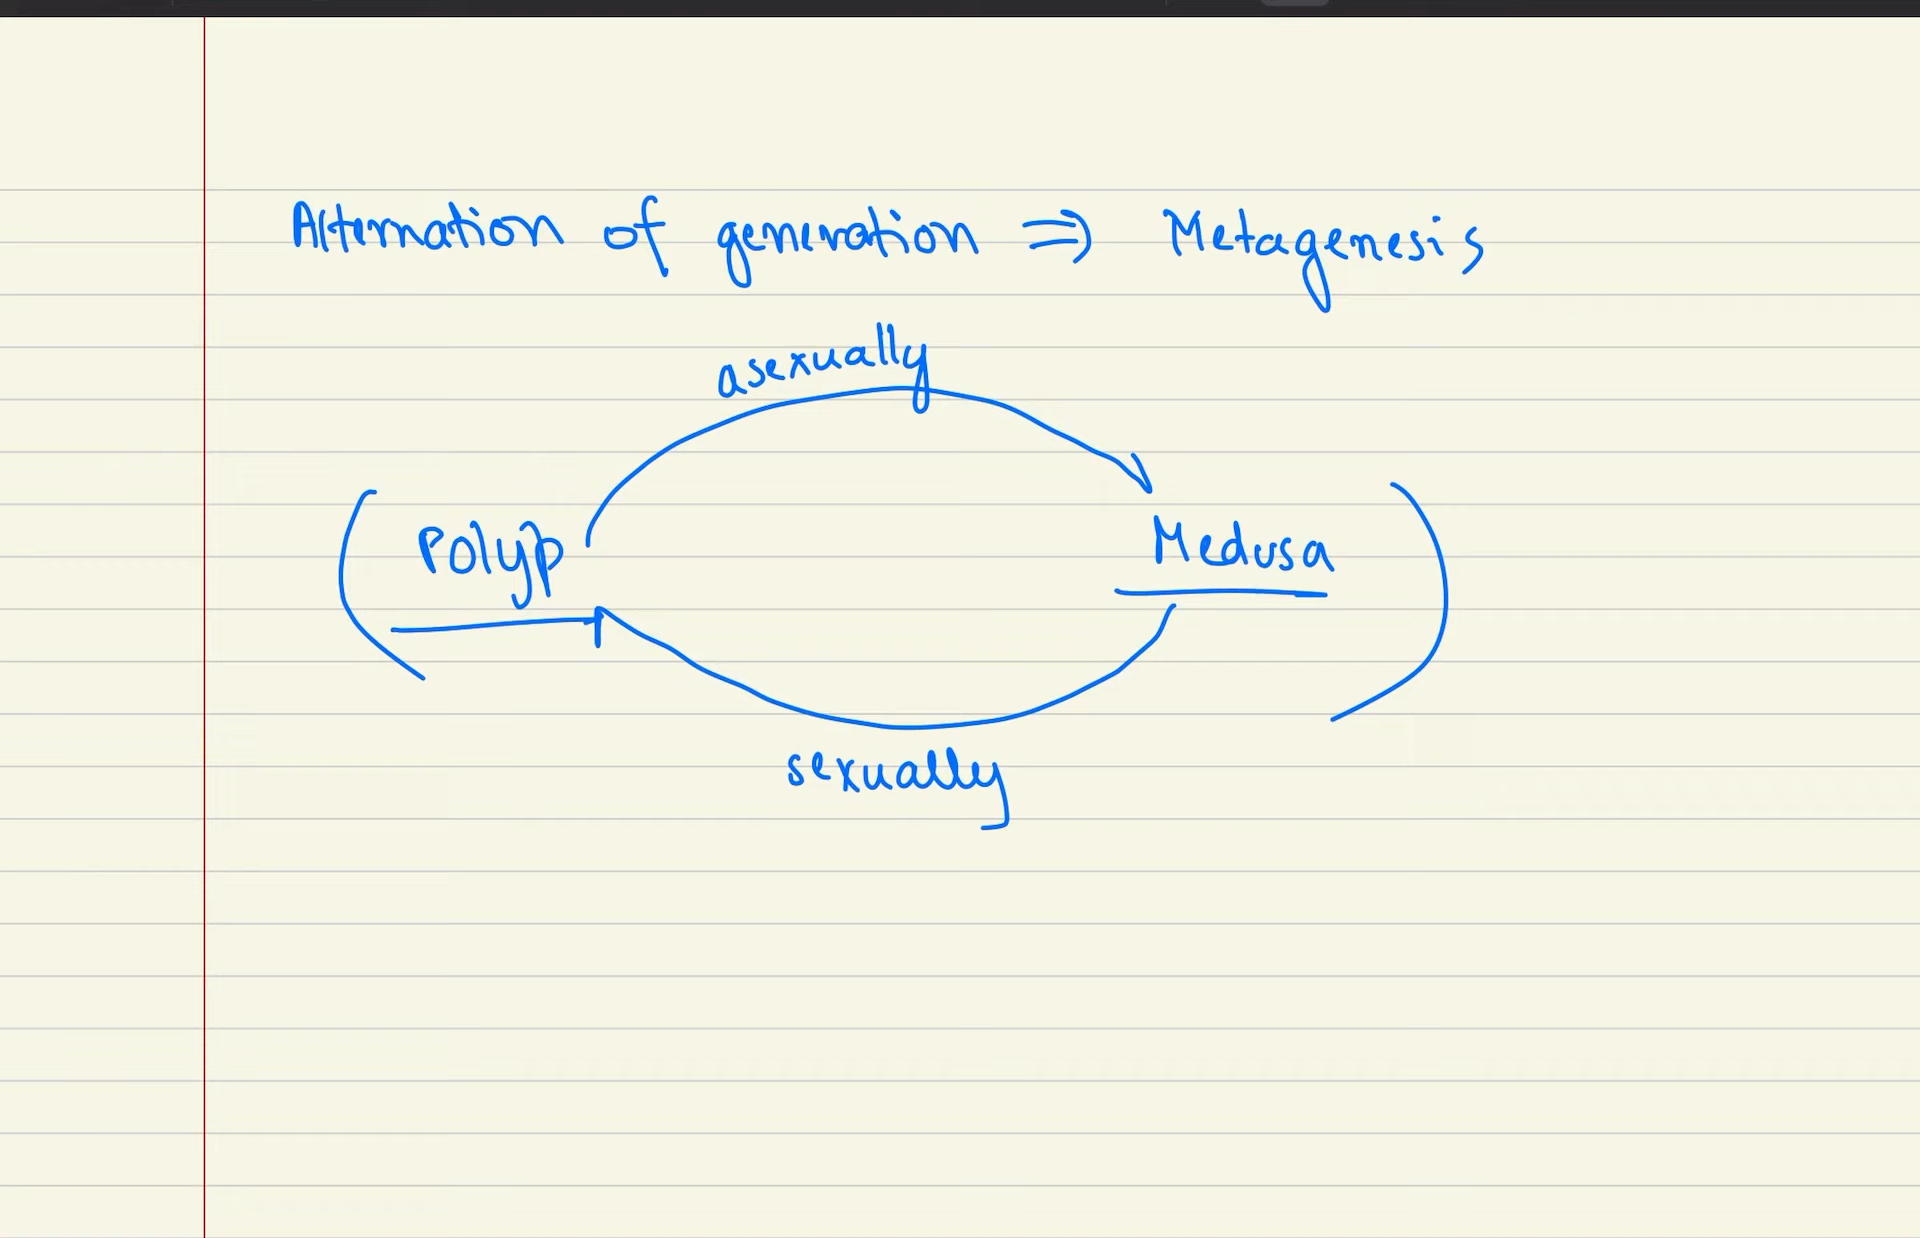 Alternation of generation ⇒ Metagenesis
asexually
Polyp
Medusa
sexually